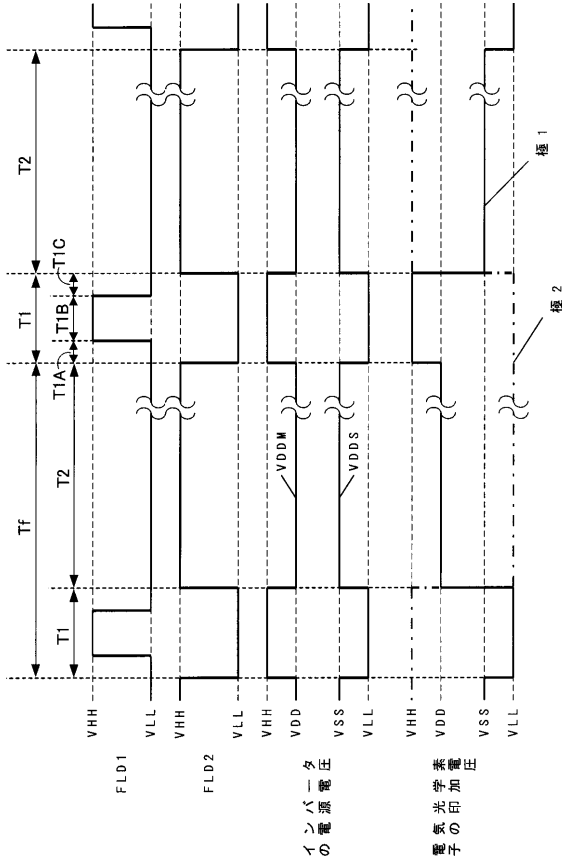 Tf
T1
T2
T1
T2
T1A
T1B
T1C
VHH
FLD1
VLL
VHH
FLD2
VLL
VHH
VDD
インバータ
の電源電圧
VSS
VLL
VDDM
VDDS
VHH
VDD
電気光学素
子の印加電圧
VSS
VLL
極1
極2